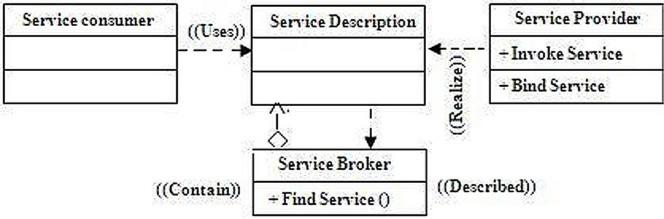 Service consumer
((Uses))
Service Description
Service Provider
÷ Invoke Service
÷ Bind Service
((Realize))
Service Broker
+ Find Service ()
((Contain))
((Described))